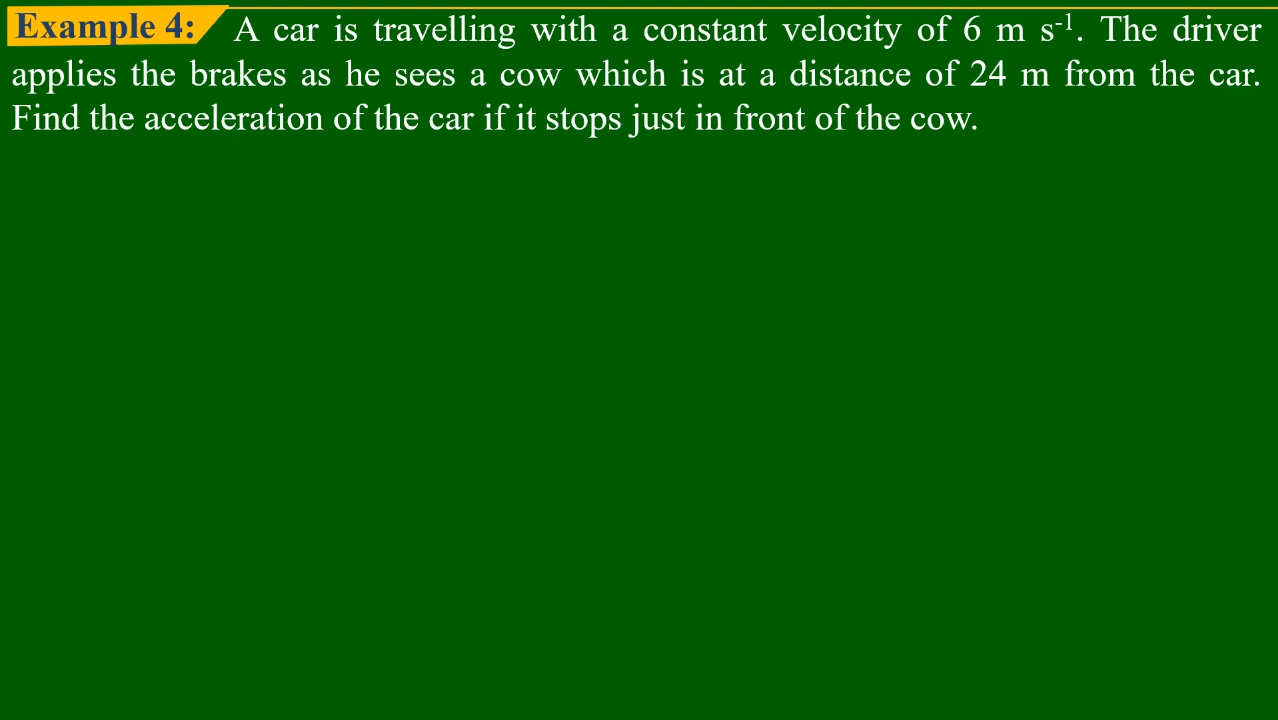 Example 4: A car is travelling with a constant velocity of 6 m s⁻¹. The driver
applies the brakes as he sees a cow which is at a distance of 24 m from the car.
Find the acceleration of the car if it stops just in front of the cow.